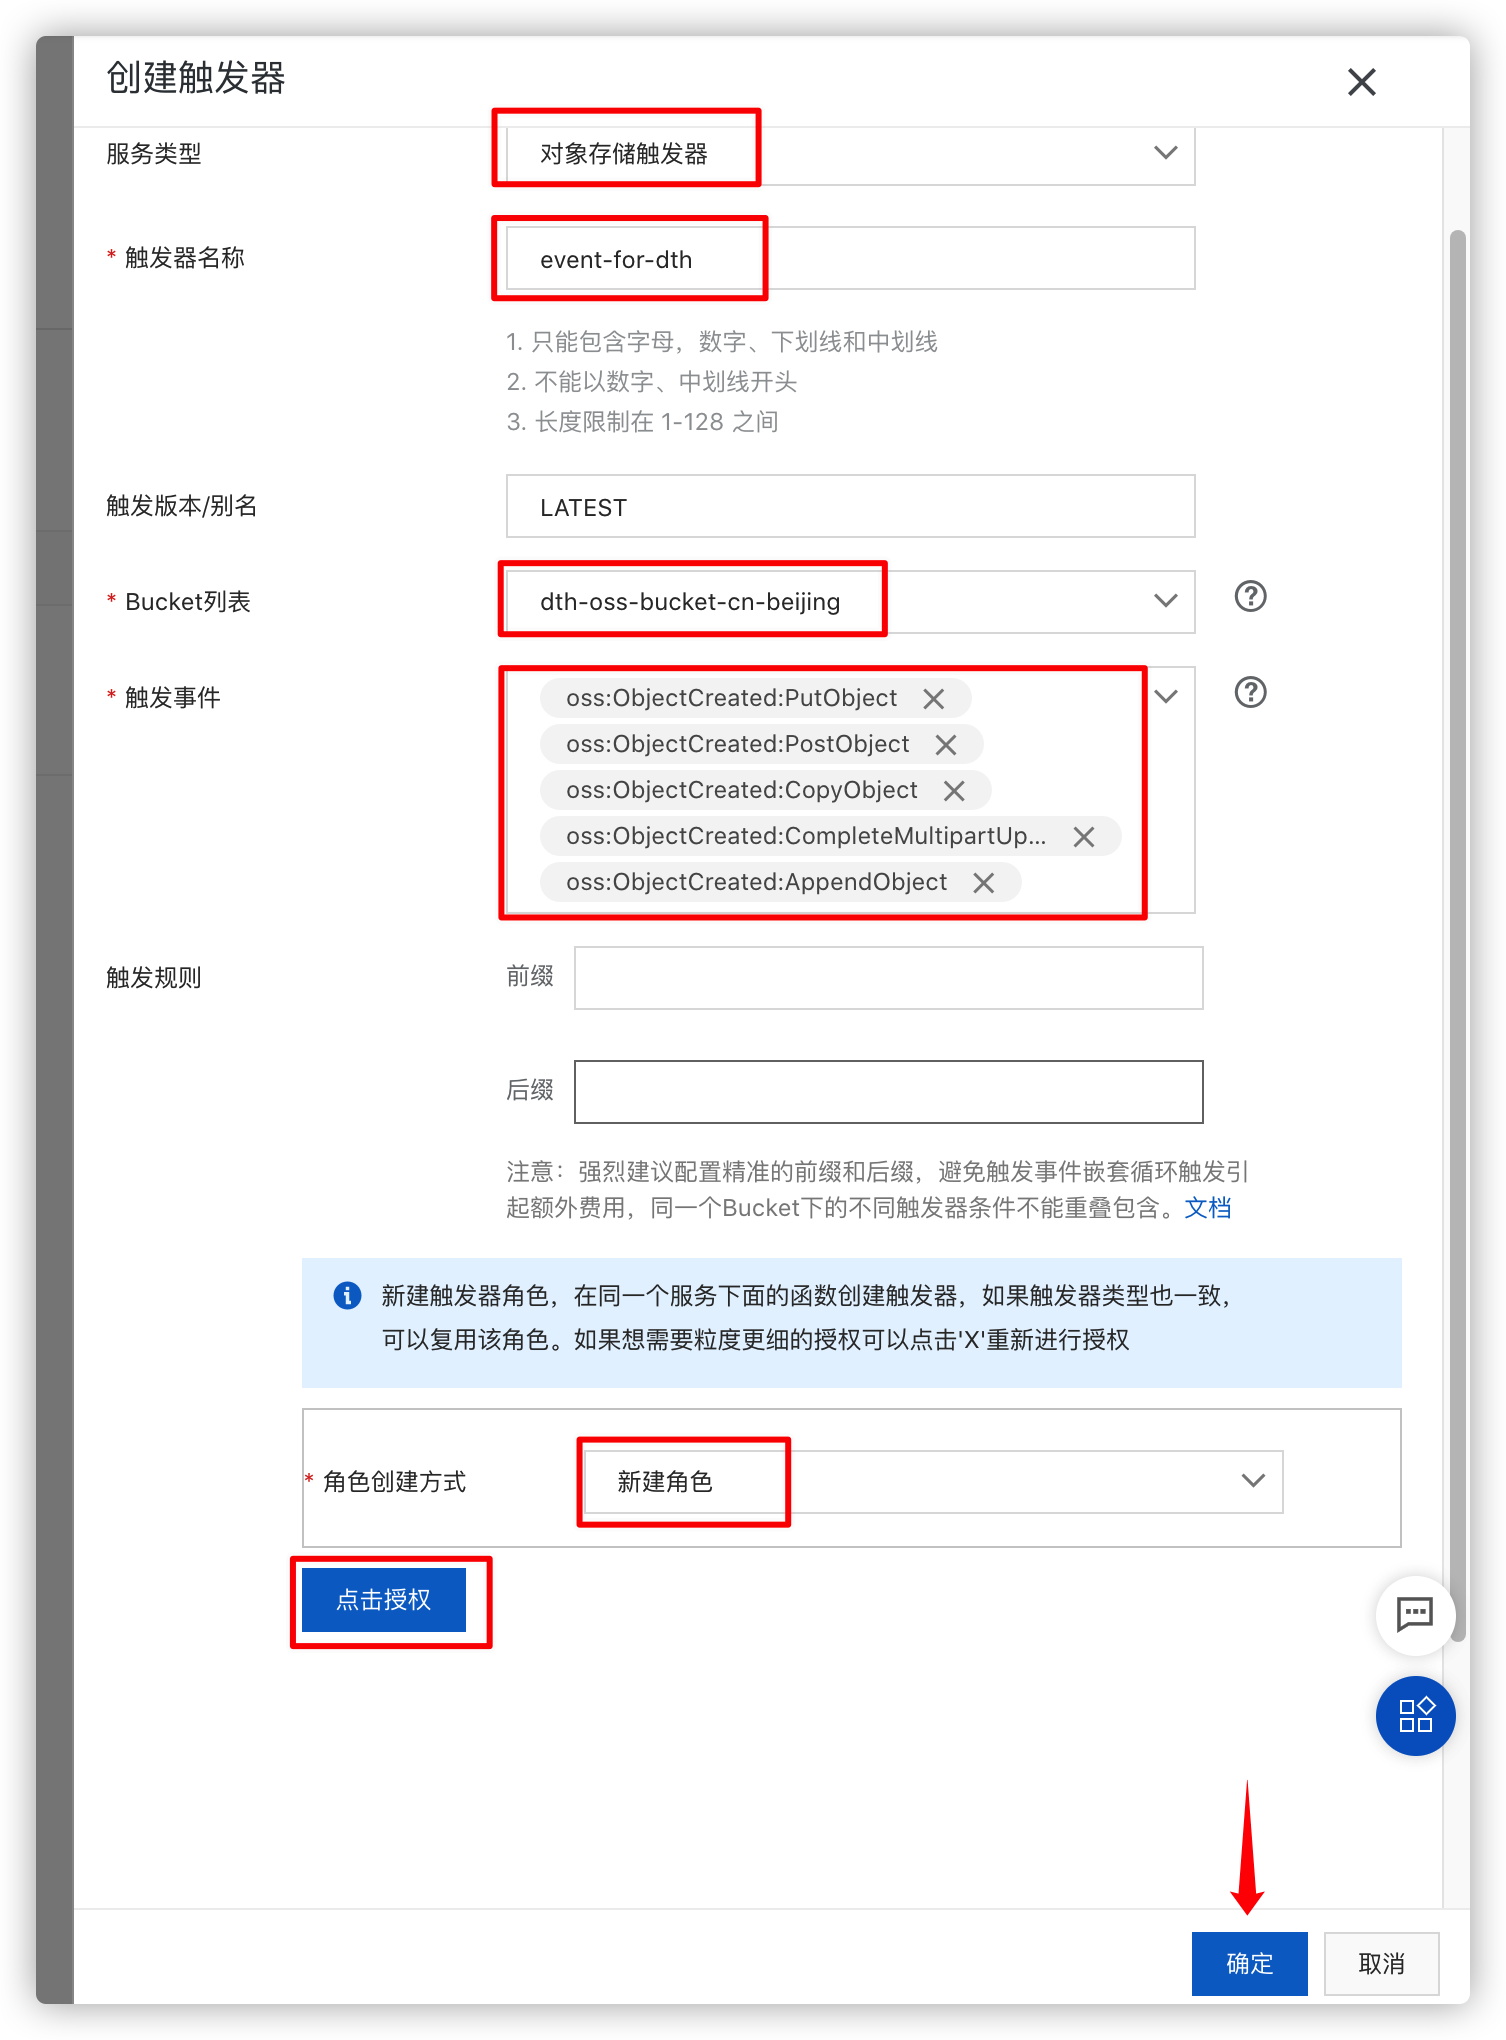 创建触发器
服务类型
对象存储触发器
* 触发器名称
event-for-dth
1. 只能包含字母，数字、下划线和中划线
2. 不能以数字、中划线开头
3. 长度限制在 1-128 之间
触发版本/别名
LATEST
* Bucket列表
dth-oss-bucket-cn-beijing
* 触发事件
oss:ObjectCreated:PutObject
oss:ObjectCreated:PostObject
oss:ObjectCreated:CopyObject
oss:ObjectCreated:CompleteMultipartUp...
oss:ObjectCreated:AppendObject
触发规则
前缀
后缀
注意：强烈建议配置精准的前缀和后缀，避免触发事件嵌套循环触发引
起额外费用，同一个Bucket下的不同触发器条件不能重叠包含。文档
新建触发器角色，在同一个服务下面的函数创建触发器，如果触发器类型也一致，
可以复用该角色。如果想需要粒度更细的授权可以点击'X'重新进行授权
* 角色创建方式
新建角色
点击授权
确定
取消